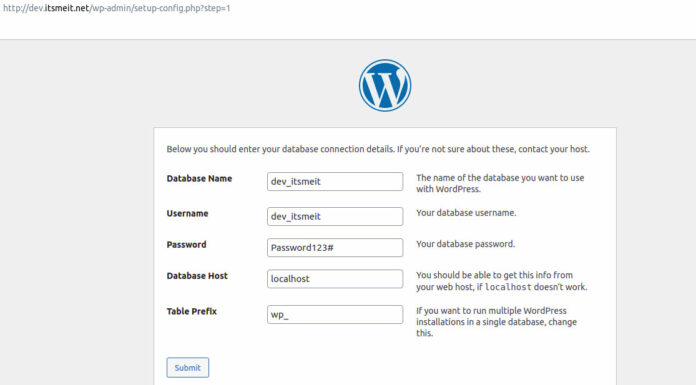 http://dev.itsmeit.net/wp-admin/setup-config.php?step=1
W
Below you should enter your database connection details. If you're not sure about these, contact your host.
Database Name
dev_itsmeit
The name of the database you want to use
with WordPress.
Username
dev_itsmeit
Your database username.
Password
Password123#
Your database password.
Database Host
localhost
You should be able to get this info from
your web host, if localhost doesn't work.
Table Prefix
wp_
If you want to run multiple WordPress
installations in a single database, change
this.
Submit